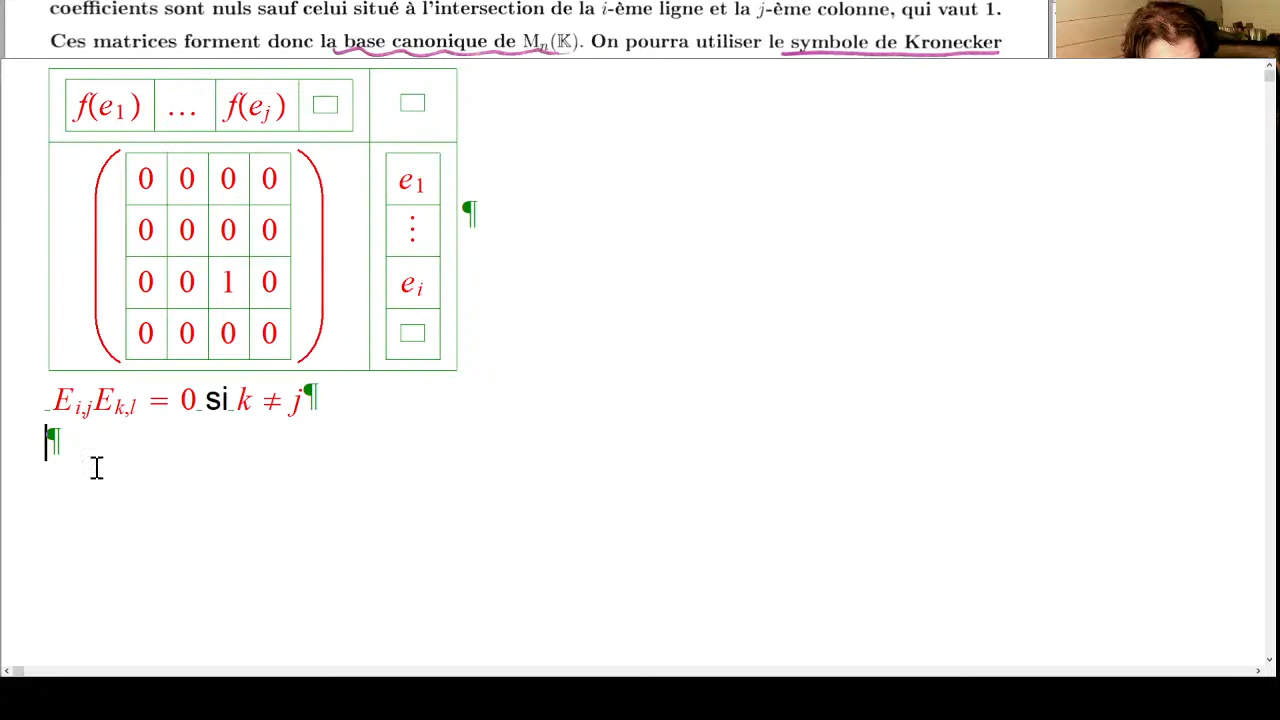 coefficients sont nuls sauf celui situé à l'intersection de la i-ème ligne et la j-ème colonne, qui vaut 1.
Ces matrices forment donc la base canonique de Mₙ(𝕂). On pourra utiliser le symbole de Kronecker
f(e₁) … f(eⱼ)
0 0 0 0 e₁
0 0 0 0 ⋮
0 0 1 0 eᵢ
0 0 0 0
E_{i,j}E_{k,l} = 0 si k ≠ j¶
¶